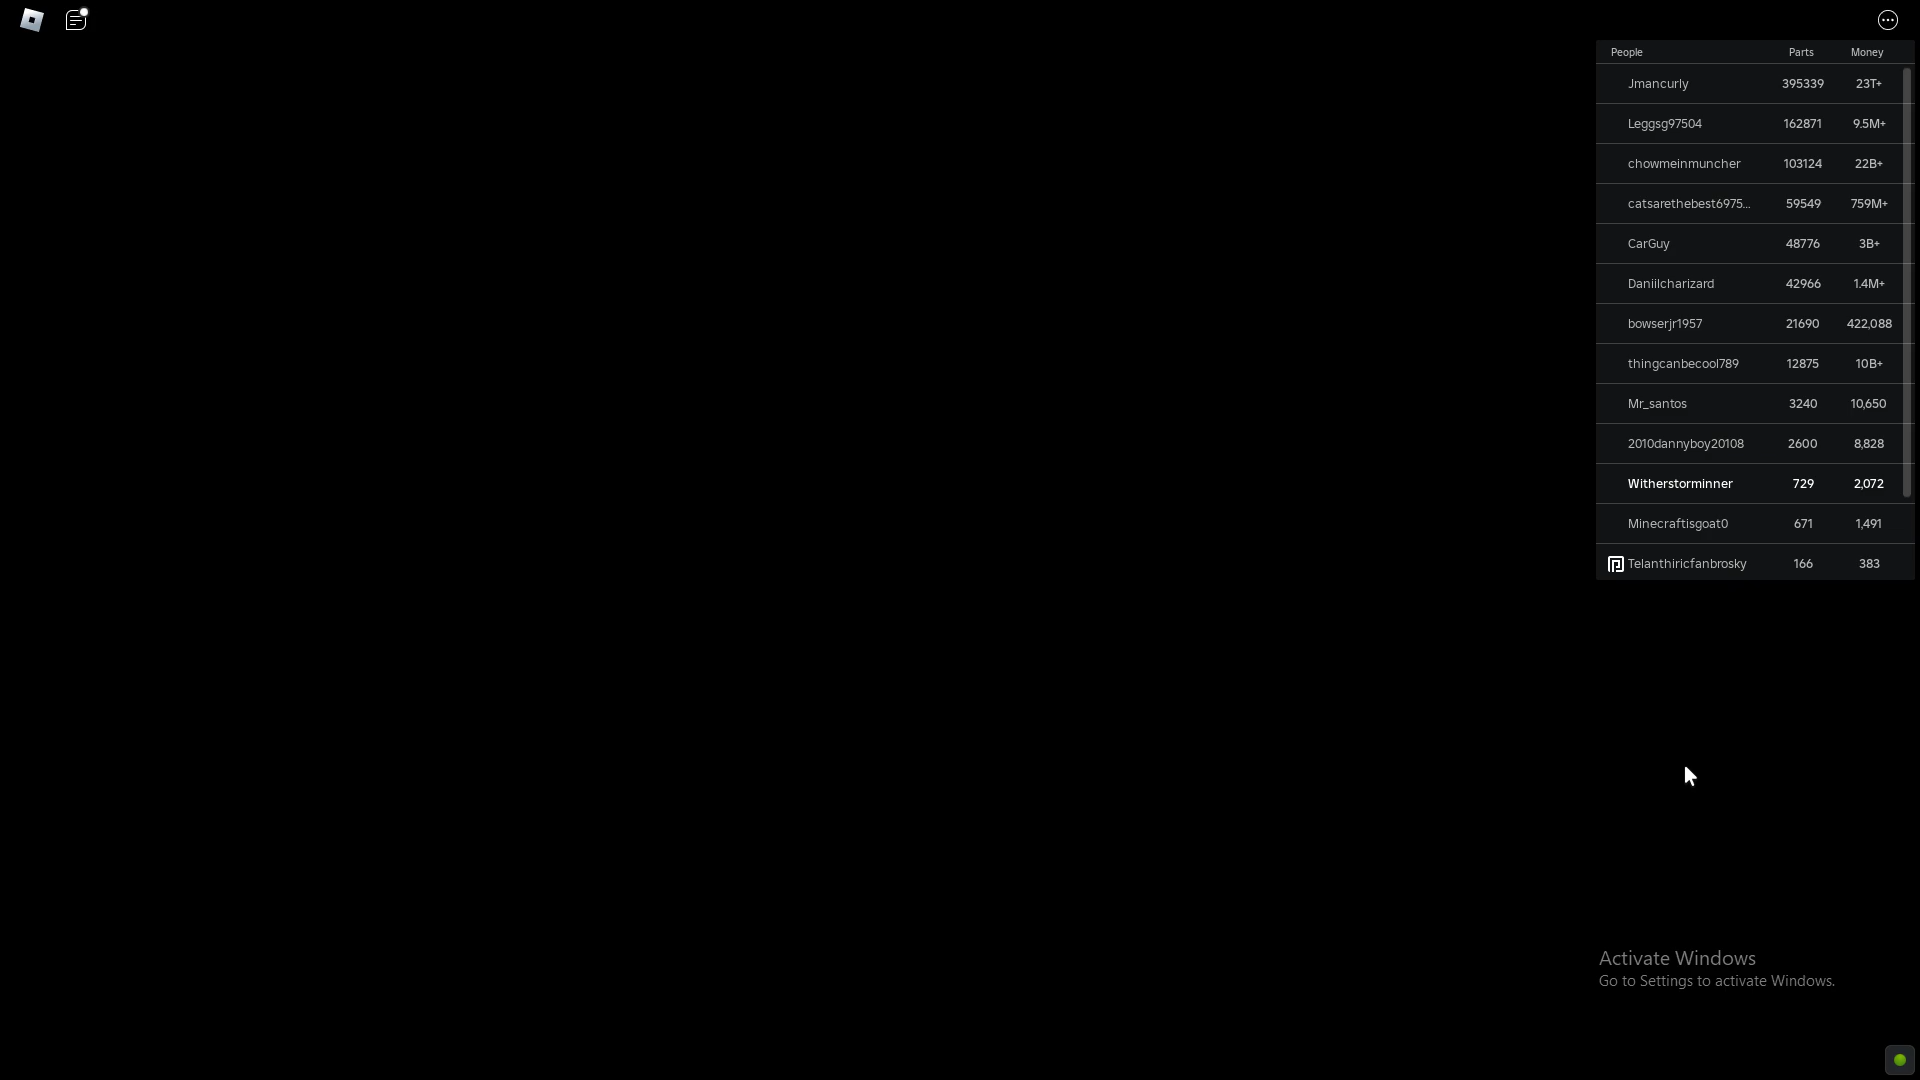 People Parts Money
Jmancurly 395339 23T+
Leggsg97504 162871 9.5M+
chowmeinmuncher 103124 22B+
catsarethebest6975... 59549 759M+
CarGuy 48776 3B+
Daniilcharizard 42966 1.4M+
bowserjr1957 21690 422,088
thingcanbecool789 12875 10B+
Mr_santos 3240 10,650
2010dannyboy20108 2600 8,828
Witherstorminner 729 2,072
Minecraftisgoat0 671 1,491
Telanthiricfanbrosky 166 383
Activate Windows
Go to Settings to activate Windows.